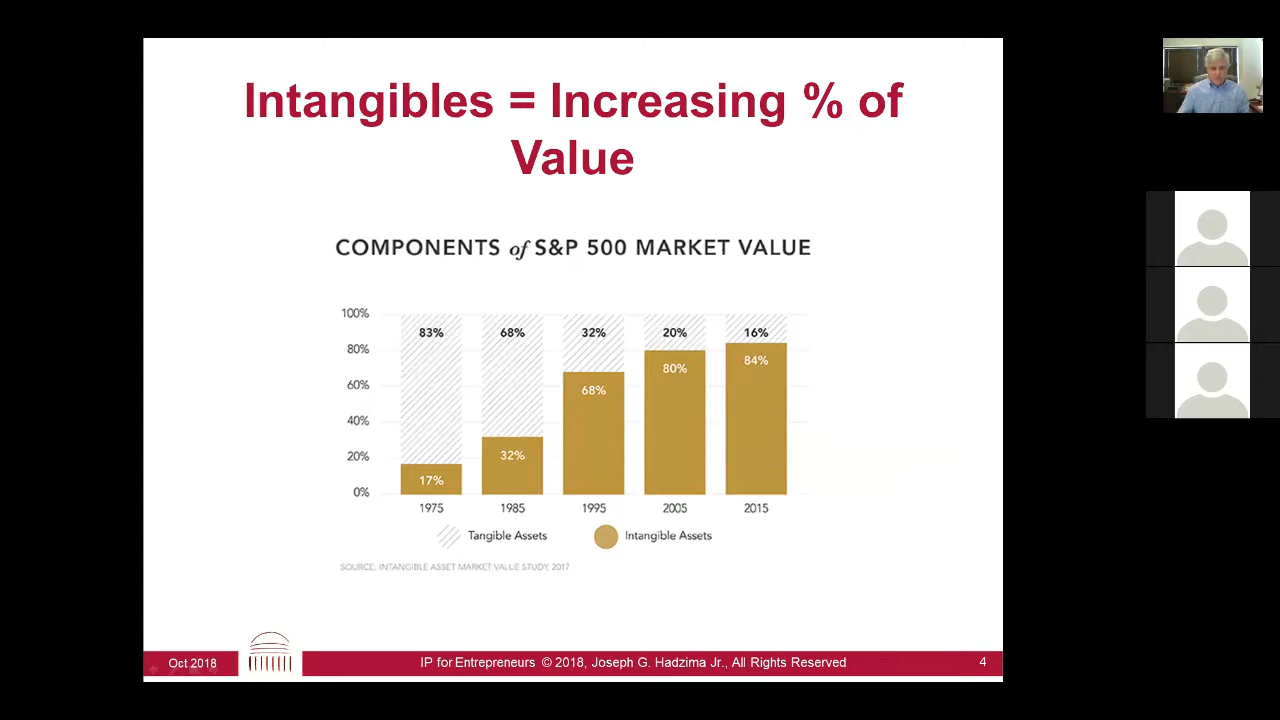 Intangibles = Increasing % of
Value
COMPONENTS of S&P 500 MARKET VALUE
100%
83%
68%
32%
20%
16%
80%
84%
80%
68%
60%
40%
32%
20%
17%
0%
1975
1985
1995
2005
2015
Tangible Assets
Intangible Assets
SOURCE: INTANGIBLE ASSET MARKET VALUE STUDY, 2017
Oct 2018
IP for Entrepreneurs © 2018, Joseph G. Hadzima Jr., All Rights Reserved
4